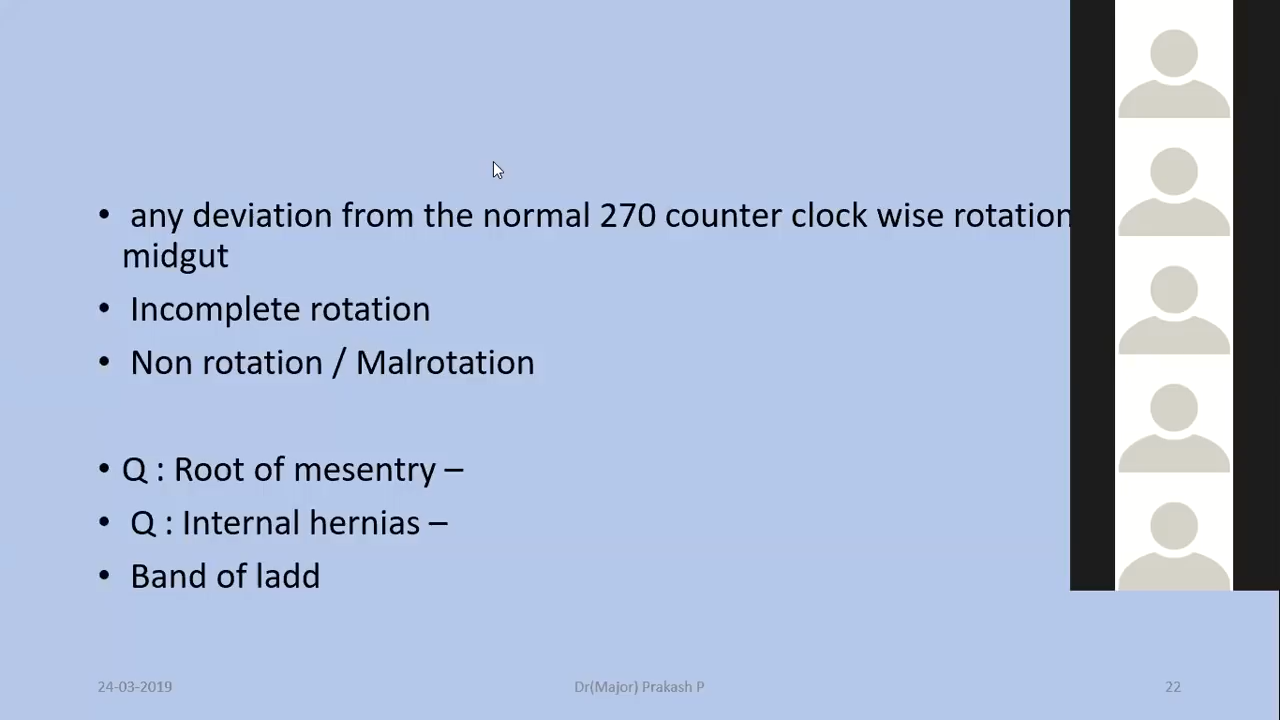 • any deviation from the normal 270 counter clock wise rotation
midgut
• Incomplete rotation
• Non rotation / Malrotation
• Q : Root of mesentry –
• Q : Internal hernias –
• Band of ladd
24-03-2019
Dr(Major) Prakash P
22